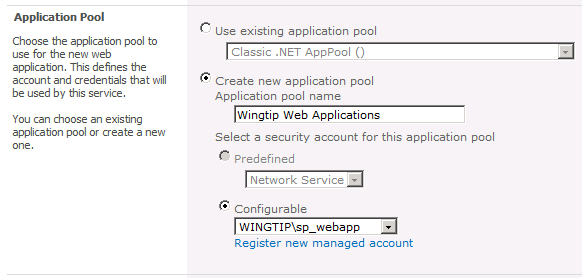 Application Pool
Choose the application pool to
use for the new web
application. This defines the
account and credentials that will
be used by this service.
You can choose an existing
application pool or create a new
one.
Use existing application pool
Classic .NET AppPool ()
Create new application pool
Application pool name
Wingtip Web Applications
Select a security account for this application pool
Predefined
Network Service
Configurable
WINGTIP\sp_webapp
Register new managed account